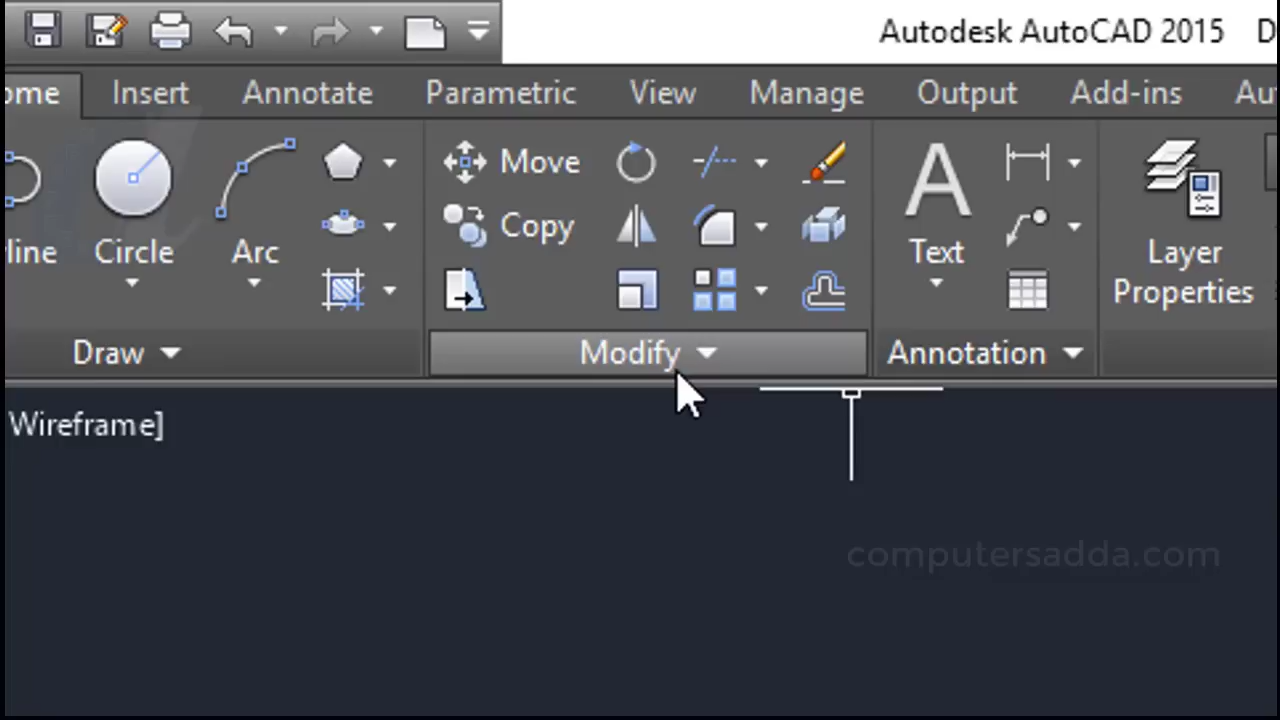 Autodesk AutoCAD 2015 D
ome Insert Annotate Parametric View Manage Output Add-ins Au
Move
Copy
line Circle Arc Text Layer
Properties
Draw Modify Annotation
Wireframe]
computersadda.com